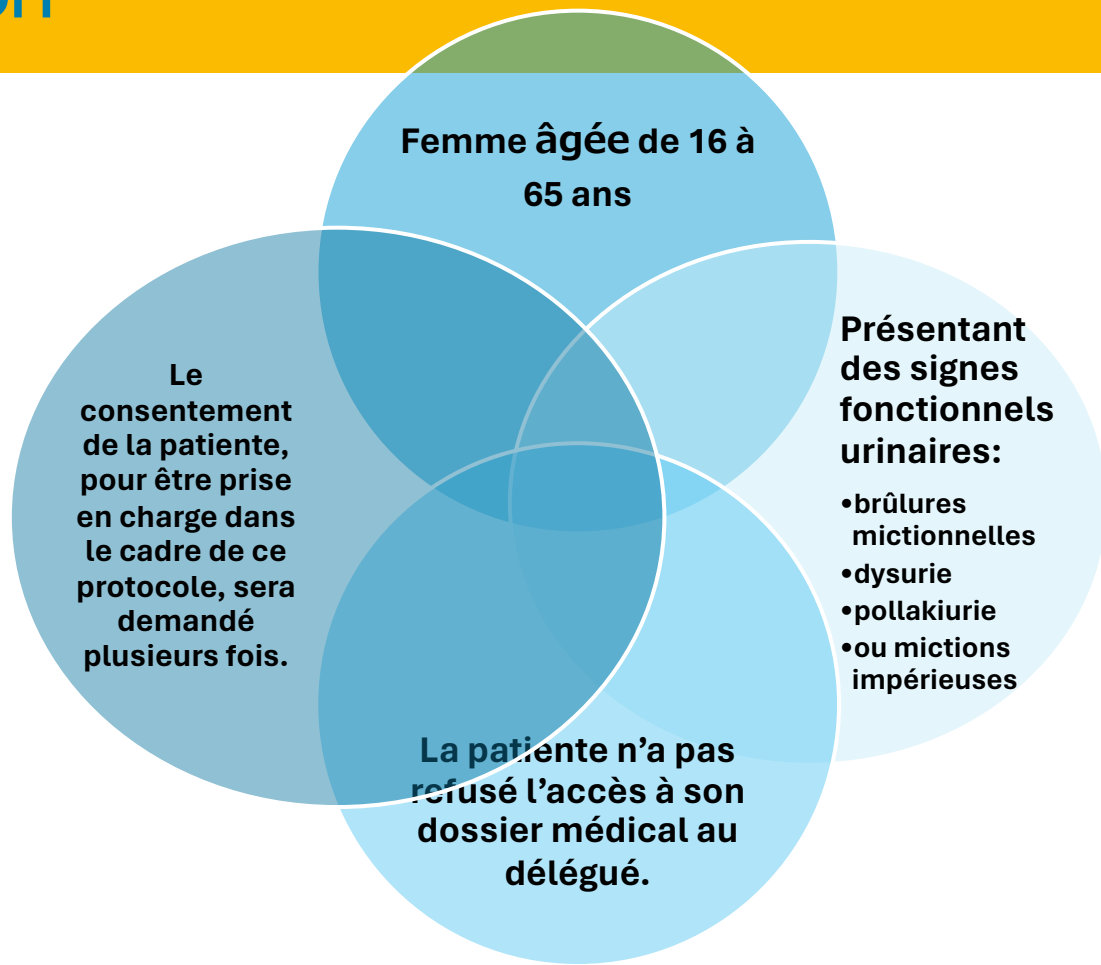 Femme âgée de 16 à
65 ans
Présentant
des signes
fonctionnels
urinaires:
•brûlures
mictionnelles
•dysurie
•pollakiurie
•ou mictions
impérieuses
La patiente n’a pas
refusé l’accès à son
dossier médical au
délégué.
Le
consentement
de la patiente,
pour être prise
en charge dans
le cadre de ce
protocole, sera
demandé
plusieurs fois.